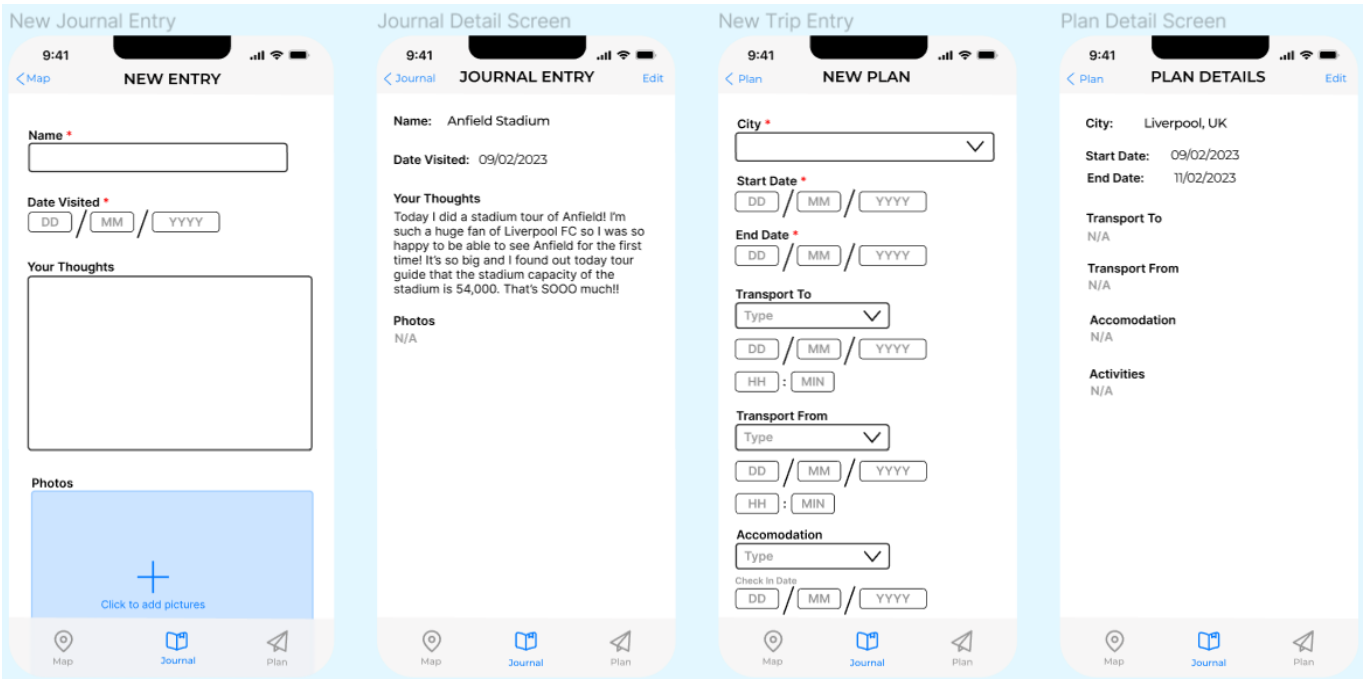 New Journal Entry
9:41
Map
NEW ENTRY
Name *
Date Visited *
DD / MM / YYYY
Your Thoughts
Photos
Click to add pictures
Map
Journal
Plan
Journal Detail Screen
9:41
Journal
JOURNAL ENTRY
Edit
Name: Anfield Stadium
Date Visited: 09/02/2023
Your Thoughts
Today I did a stadium tour of Anfield! I'm
such a huge fan of Liverpool FC so I was so
happy to be able to see Anfield for the first
time! It's so big and I found out today tour
guide that the stadium capacity of the
stadium is 54,000. That's SOOO much!!
Photos
N/A
Map
Journal
Plan
New Trip Entry
9:41
Plan
NEW PLAN
City *
Start Date *
DD / MM / YYYY
End Date *
DD / MM / YYYY
Transport To
Type
DD / MM / YYYY
HH : MIN
Transport From
Type
DD / MM / YYYY
HH : MIN
Accomodation
Type
Check In Date
DD / MM / YYYY
Map
Journal
Plan
Plan Detail Screen
9:41
Plan
PLAN DETAILS
Edit
City: Liverpool, UK
Start Date: 09/02/2023
End Date: 11/02/2023
Transport To
N/A
Transport From
N/A
Accomodation
N/A
Activities
N/A
Map
Journal
Plan